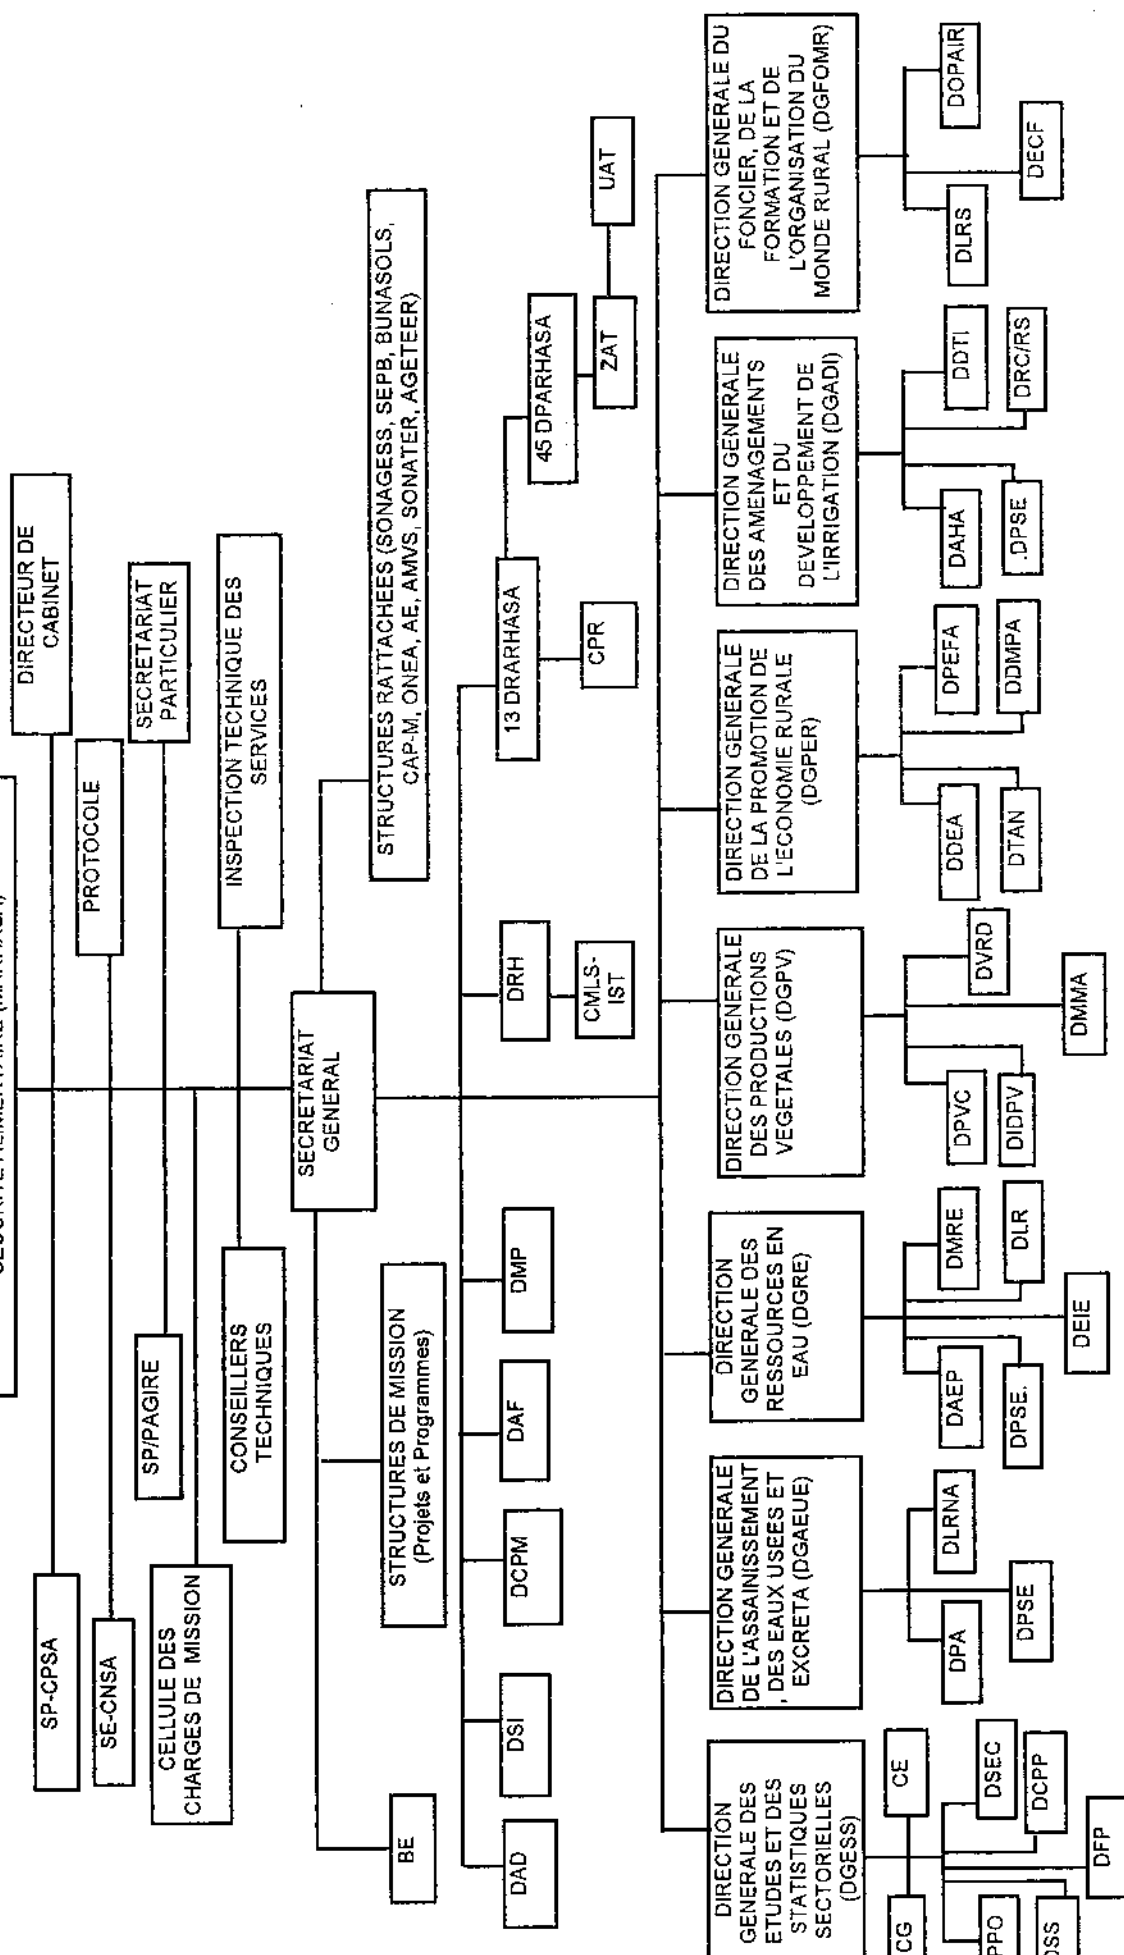 DIRECTEUR DE
CABINET
SP-CPSA
PROTOCOLE
SE-CNSA
SECRETARIAT
PARTICULIER
SP/PAGIRE
CELLULE DES
CHARGES DE MISSION
INSPECTION TECHNIQUE DES
SERVICES
CONSEILLERS
TECHNIQUES
SECRETARIAT
GENERAL
BE
STRUCTURES DE MISSION
(Projets et Programmes)
STRUCTURES RATTACHEES (SONAGESS, SEPB, BUNASOLS,
CAP-M, ONEA, AE, AMVS, SONATER, AGETEER)
DAD
DSI
DCPM
DAF
DMP
DRH
CMLS-
IST
13 DRARHASA
CPR
45 DPARHASA
ZAT
UAT
DIRECTION
GENERALE DES
ETUDES ET DES
STATISTIQUES
SECTORIELLES
(DGESS)
CG
CE
PPO
DSEC
DSS
DCPP
DFP
DIRECTION GENERALE
DE L'ASSAINISSEMENT
, DES EAUX USEES ET
EXCRETA (DGAEUE)
DPA
DLRNA
DPSE
DIRECTION
GENERALE DES
RESSOURCES EN
EAU (DGRE)
DAEP
DMRE
DPSE.
DLR
DEIE
DIRECTION GENERALE
DES PRODUCTIONS
VEGETALES (DGPV)
DPVC
DVRD
DIDPV
DMMA
DIRECTION GENERALE
DE LA PROMOTION DE
L'ECONOMIE RURALE
(DGPER)
DDEA
DPEFA
DTAN
DDMPA
DIRECTION GENERALE
DES AMENAGEMENTS
ET DU
DEVELOPPEMENT DE
L'IRRIGATION (DGADI)
DAHA
DDTI
.DPSE
DRC/RS
DIRECTION GENERALE DU
FONCIER, DE LA
FORMATION ET DE
L'ORGANISATION DU
MONDE RURAL (DGFOMR)
DLRS
DOPAIR
DECF